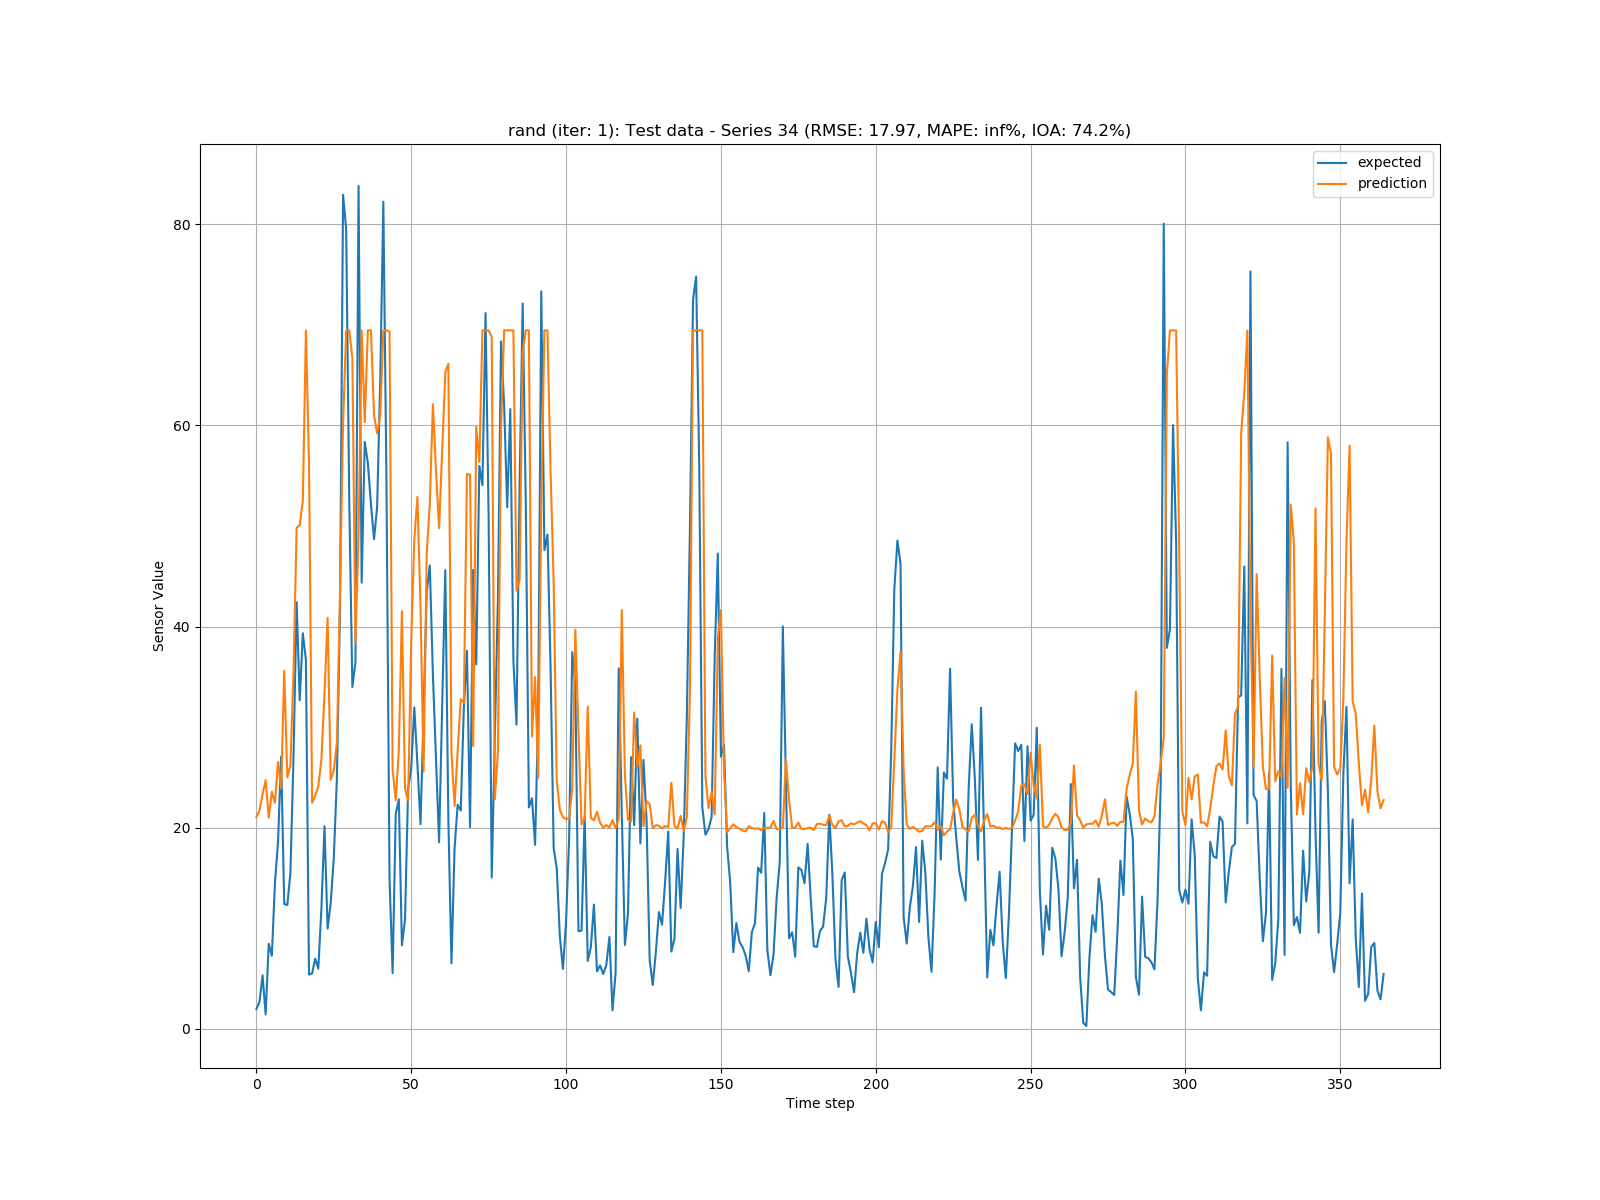 rand (iter: 1): Test data - Series 34 (RMSE: 17.97, MAPE: inf%, IOA: 74.2%)
expected
prediction
80
60
40
20
0
Sensor Value
0 50 100 150 200 250 300 350
Time step